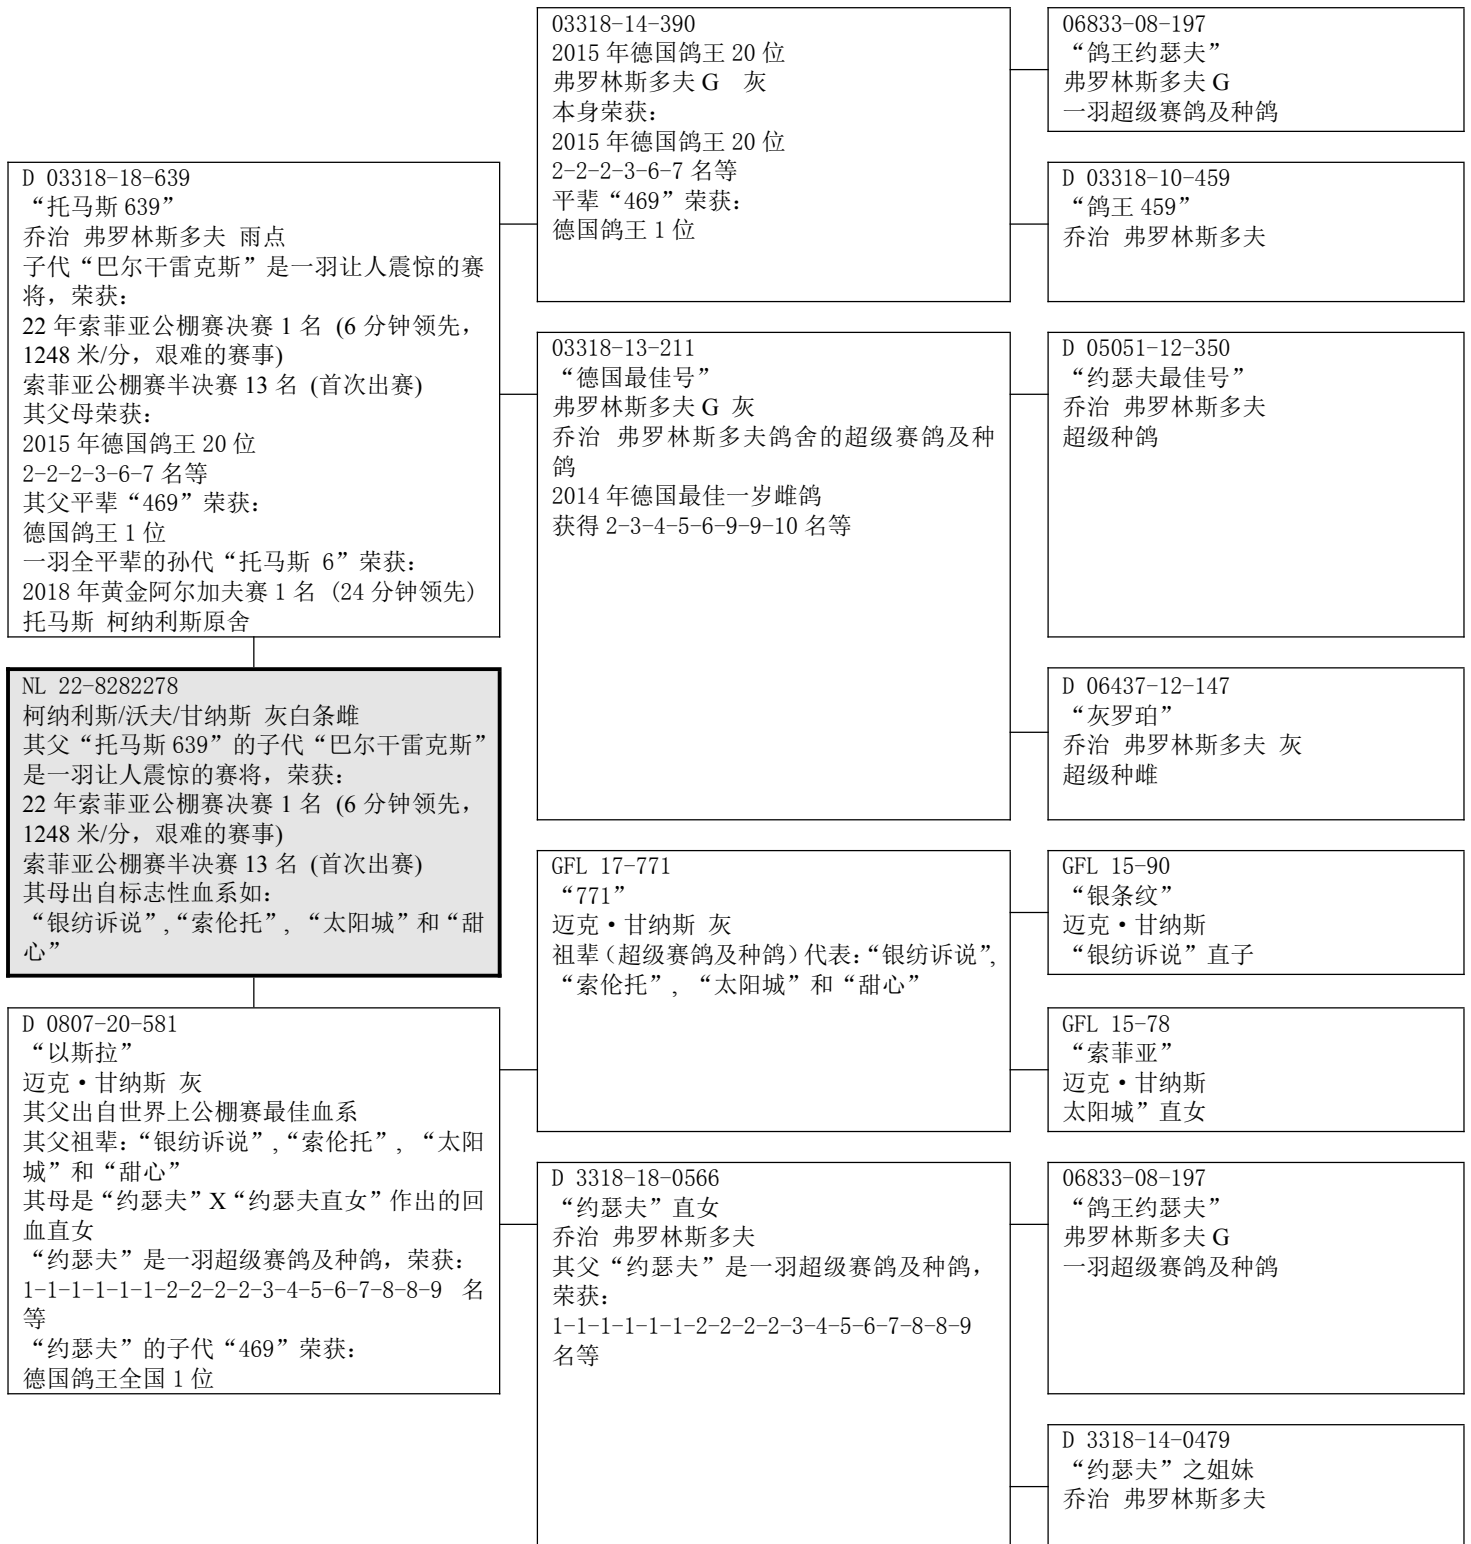 D 03318-18-639
“托马斯 639”
乔治 弗罗林斯多夫 雨点
子代“巴尔干雷克斯”是一羽让人震惊的赛
将，荣获：
22 年索菲亚公棚赛决赛 1 名 (6 分钟领先，
1248 米/分，艰难的赛事)
索菲亚公棚赛半决赛 13 名 (首次出赛)
其父母荣获：
2015 年德国鸽王 20 位
2-2-2-3-6-7 名等
其父平辈“469”荣获：
德国鸽王 1 位
一羽全平辈的孙代“托马斯 6”荣获：
2018 年黄金阿尔加夫赛 1 名 (24 分钟领先)
托马斯 柯纳利斯原舍
NL 22-8282278
柯纳利斯/沃夫/甘纳斯 灰白条雌
其父“托马斯 639”的子代“巴尔干雷克斯”
是一羽让人震惊的赛将，荣获：
22 年索菲亚公棚赛决赛 1 名 (6 分钟领先，
1248 米/分，艰难的赛事)
索菲亚公棚赛半决赛 13 名 (首次出赛)
其母出自标志性血系如：
“银纺诉说”,“索伦托”, “太阳城”和“甜
心”
D 0807-20-581
“以斯拉”
迈克·甘纳斯 灰
其父出自世界上公棚赛最佳血系
其父祖辈：“银纺诉说”,“索伦托”, “太阳
城”和“甜心”
其母是“约瑟夫”X“约瑟夫直女”作出的回
血直女
“约瑟夫”是一羽超级赛鸽及种鸽，荣获：
1-1-1-1-1-1-2-2-2-2-3-4-5-6-7-8-8-9 名
等
“约瑟夫”的子代“469”荣获：
德国鸽王全国 1 位
03318-14-390
2015 年德国鸽王 20 位
弗罗林斯多夫 G 灰
本身荣获：
2015 年德国鸽王 20 位
2-2-2-3-6-7 名等
平辈“469”荣获：
德国鸽王 1 位
03318-13-211
“德国最佳号”
弗罗林斯多夫 G 灰
乔治 弗罗林斯多夫鸽舍的超级赛鸽及种
鸽
2014 年德国最佳一岁雌鸽
获得 2-3-4-5-6-9-9-10 名等
GFL 17-771
“771”
迈克·甘纳斯 灰
祖辈（超级赛鸽及种鸽）代表：“银纺诉说”,
“索伦托”, “太阳城”和“甜心”
D 3318-18-0566
“约瑟夫”直女
乔治 弗罗林斯多夫
其父“约瑟夫”是一羽超级赛鸽及种鸽，
荣获：
1-1-1-1-1-1-2-2-2-2-3-4-5-6-7-8-8-9
名等
06833-08-197
“鸽王约瑟夫”
弗罗林斯多夫 G
一羽超级赛鸽及种鸽
D 03318-10-459
“鸽王 459”
乔治 弗罗林斯多夫
D 05051-12-350
“约瑟夫最佳号”
乔治 弗罗林斯多夫
超级种鸽
D 06437-12-147
“灰罗珀”
乔治 弗罗林斯多夫 灰
超级种雌
GFL 15-90
“银条纹”
迈克·甘纳斯
“银纺诉说”直子
GFL 15-78
“索菲亚”
迈克·甘纳斯
太阳城”直女
06833-08-197
“鸽王约瑟夫”
弗罗林斯多夫 G
一羽超级赛鸽及种鸽
D 3318-14-0479
“约瑟夫”之姐妹
乔治 弗罗林斯多夫